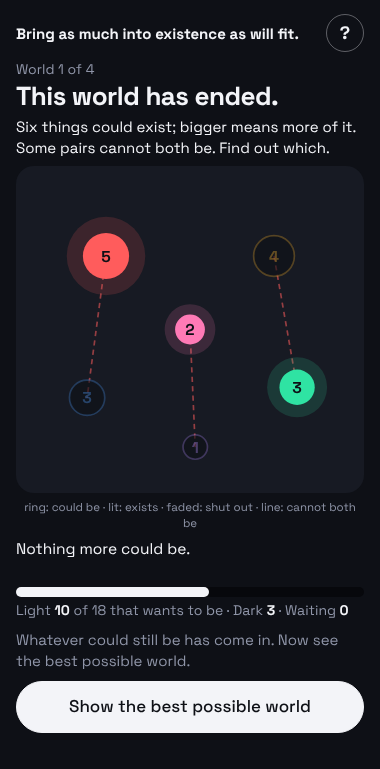 Bring as much into existence as will fit.
?
World 1 of 4
This world has ended.
Six things could exist; bigger means more of it.
Some pairs cannot both be. Find out which.
5
4
2
3
3
1
ring: could be · lit: exists · faded: shut out · line: cannot both
be
Nothing more could be.
Light 10 of 18 that wants to be · Dark 3 · Waiting 0
Whatever could still be has come in. Now see
the best possible world.
Show the best possible world